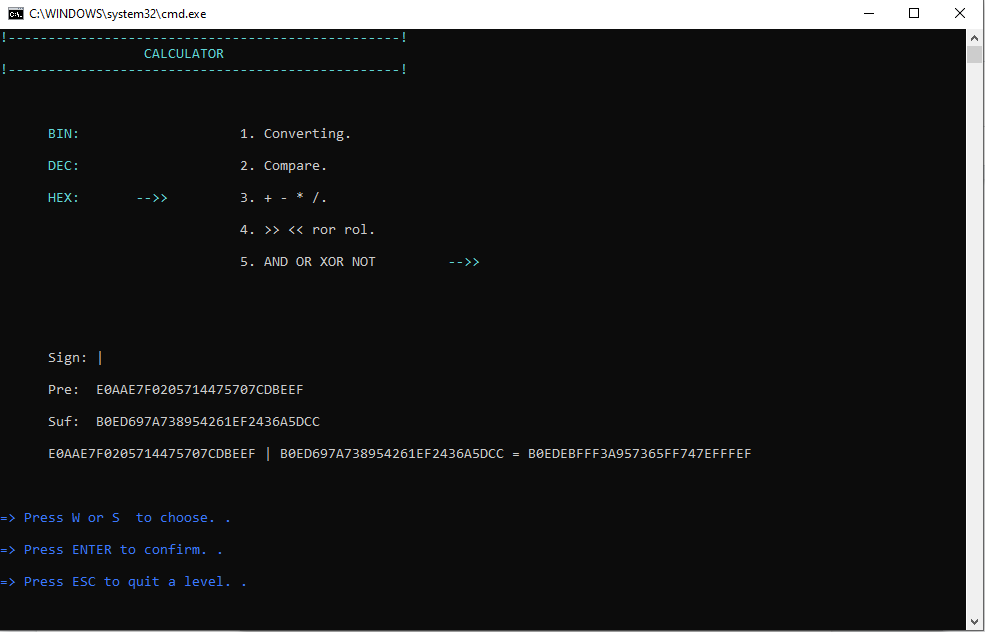 C:\WINDOWS\system32\cmd.exe
!-------------------------------------------------!
CALCULATOR
!-------------------------------------------------!
BIN: 1. Converting.
DEC: 2. Compare.
HEX: -->> 3. + - * /.
4. >> << ror rol.
5. AND OR XOR NOT -->>
Sign: |
Pre: E0AAE7F0205714475707CDBEEF
Suf: B0ED697A738954261EF2436A5DCC
E0AAE7F0205714475707CDBEEF | B0ED697A738954261EF2436A5DCC = B0EDEBFFF3A957365FF747EFFFEF
=> Press W or S  to choose. .
=> Press ENTER to confirm. .
=> Press ESC to quit a level. .